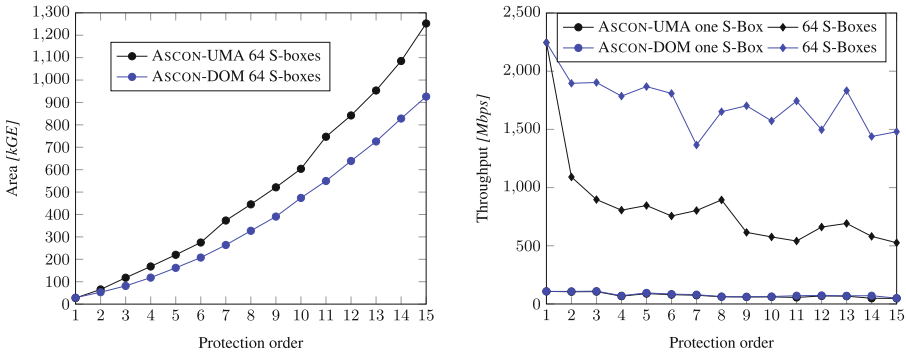 1,300
1,200
1,100
1,000
900
800
700
600
500
400
300
200
100
0
Area [kGE]
ASCON-UMA 64 S-boxes
ASCON-DOM 64 S-boxes
1 2 3 4 5 6 7 8 9 10 11 12 13 14 15
Protection order
2,500
2,000
1,500
1,000
500
0
Throughput [Mbps]
ASCON-UMA one S-Box 64 S-Boxes
ASCON-DOM one S-Box 64 S-Boxes
1 2 3 4 5 6 7 8 9 10 11 12 13 14 15
Protection order